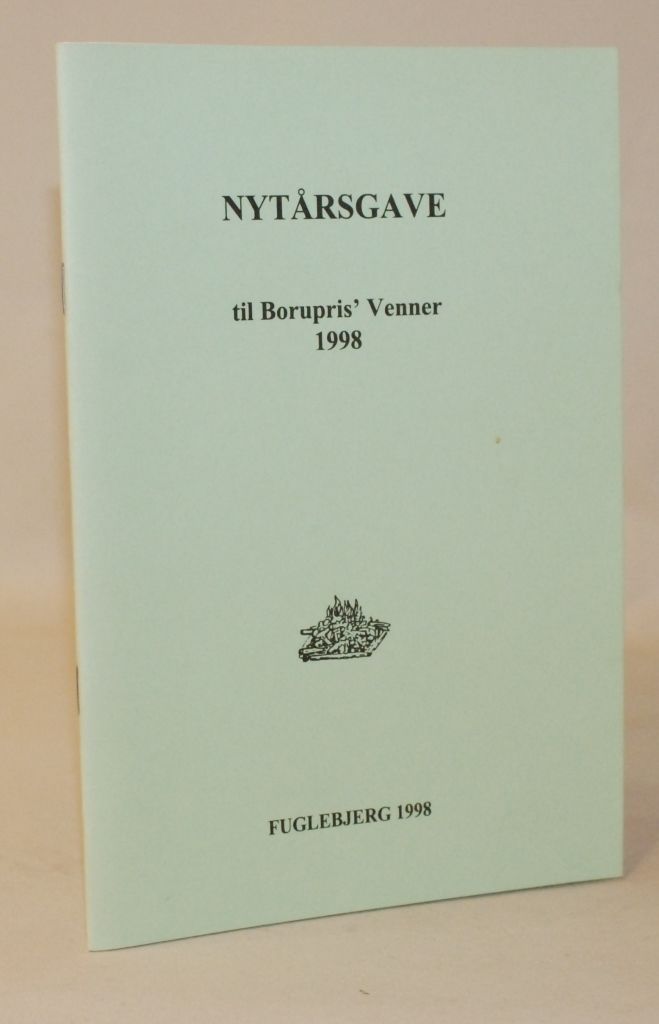 NYTÅRSGAVE
til Borupris’ Venner
1998
FUGLEBJERG 1998